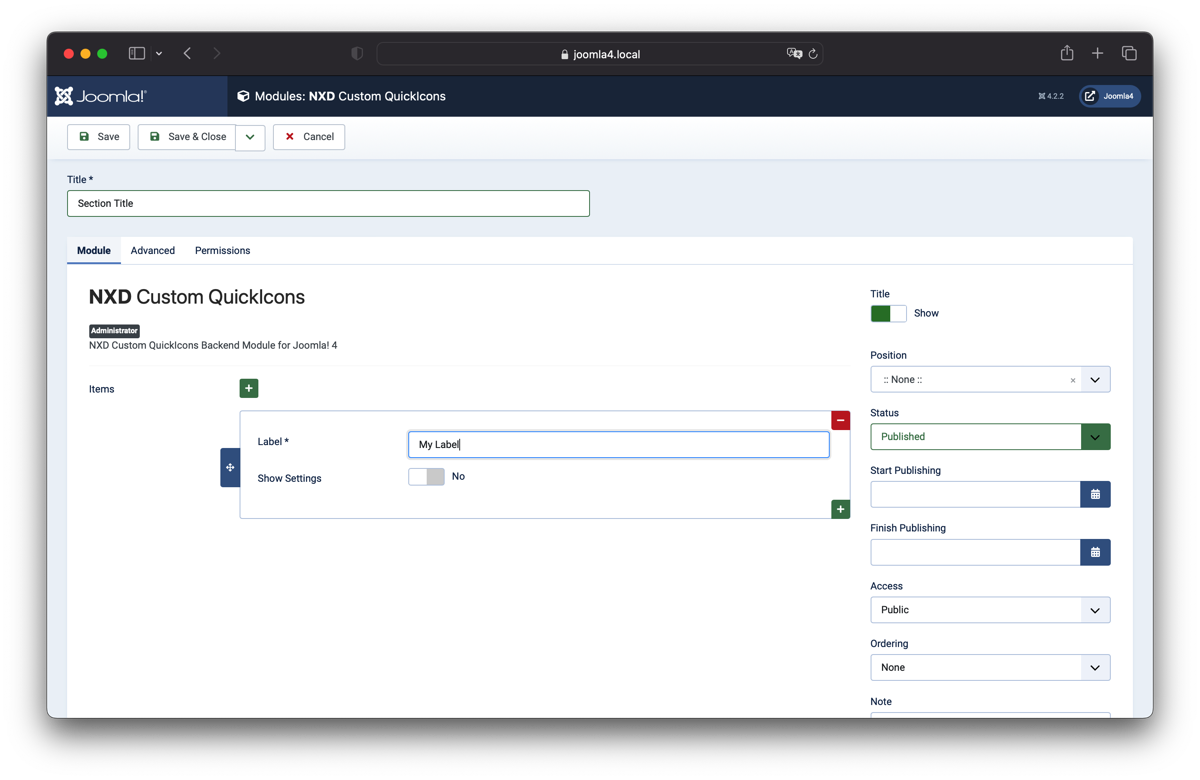 joomla4.local
Joomla!®
Modules: NXD Custom QuickIcons
4.2.2
Joomla4
Save
Save & Close
Cancel
Title *
Section Title
Module
Advanced
Permissions
NXD Custom QuickIcons
Administrator
NXD Custom QuickIcons Backend Module for Joomla! 4
Items
Label *
My Label
Show Settings
No
Title
Show
Position
:: None ::
Status
Published
Start Publishing
Finish Publishing
Access
Public
Ordering
None
Note